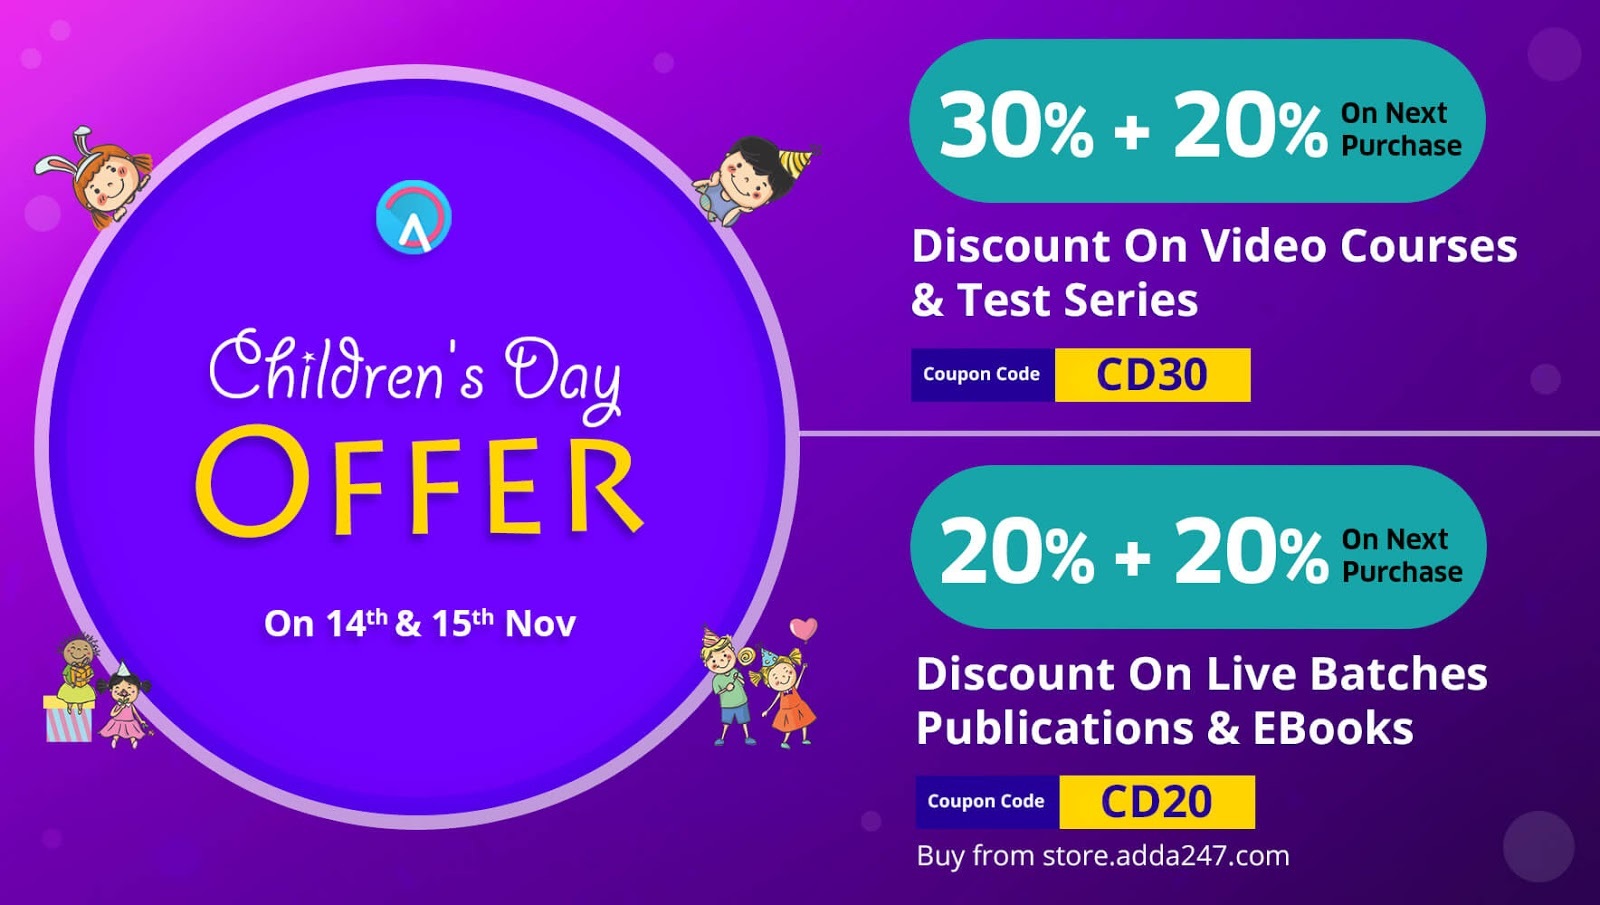 Children's Day
OFFER
On 14th & 15th Nov
30% + 20% On Next
Purchase
Discount On Video Courses
& Test Series
Coupon Code CD30
20% + 20% On Next
Purchase
Discount On Live Batches
Publications & EBooks
Coupon Code CD20
Buy from store.adda247.com